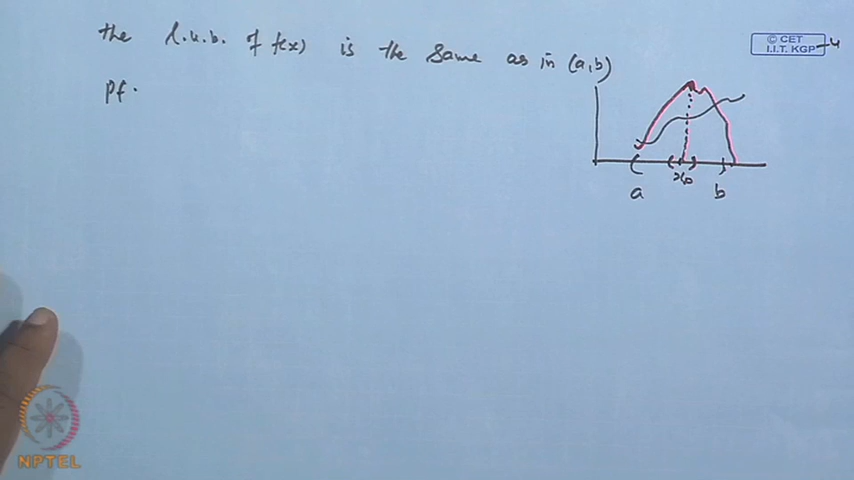 the l.u.b. of f(x) is the same as in (a,b)
Pf.
© CET
I.I.T. KGP
a
x0
b
NPTEL